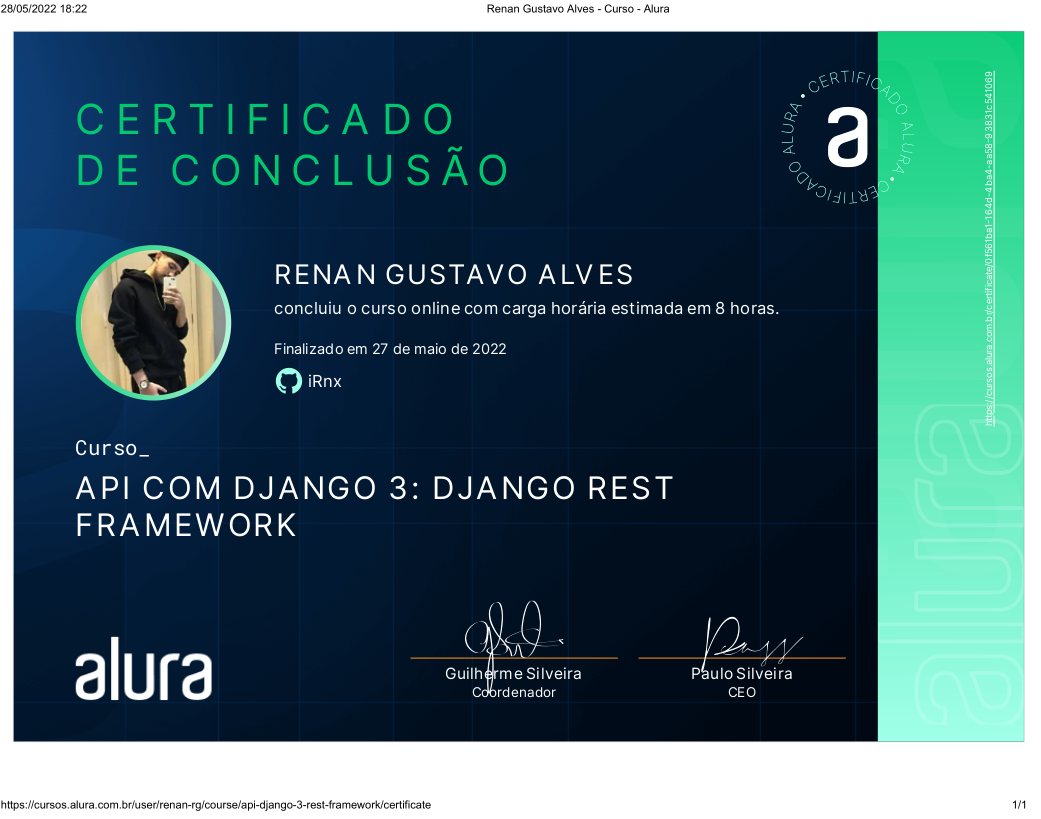 28/05/2022 18:22
Renan Gustavo Alves - Curso - Alura
CERTIFICADO
DE CONCLUSÃO
CERTIFICADO ALURA • CERTIFICADO ALURA •
a
https://cursos.alura.com.br/certificate/0f561ba1-164d-4ba4-aa58-93831c541069
RENAN GUSTAVO ALVES
concluiu o curso online com carga horária estimada em 8 horas.
Finalizado em 27 de maio de 2022
iRnx
Curso_
API COM DJANGO 3: DJANGO REST
FRAMEWORK
alura
alura
Guilherme Silveira
Coordenador
Paulo Silveira
CEO
https://cursos.alura.com.br/user/renan-rg/course/api-django-3-rest-framework/certificate
1/1